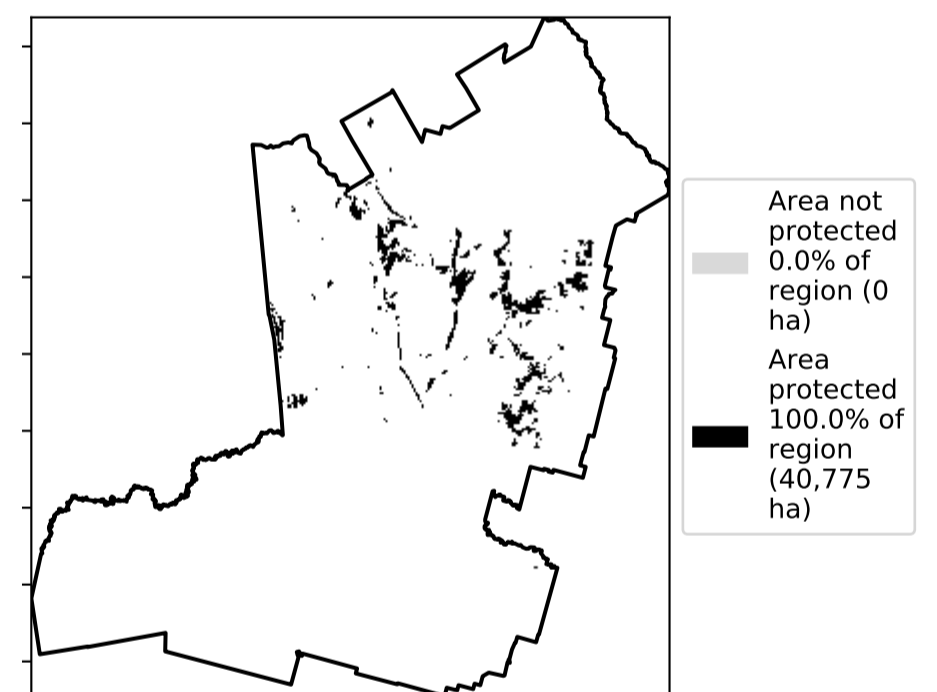 Area not
protected
0.0% of
region (0
ha)
Area
protected
100.0% of
region
(40,775
ha)